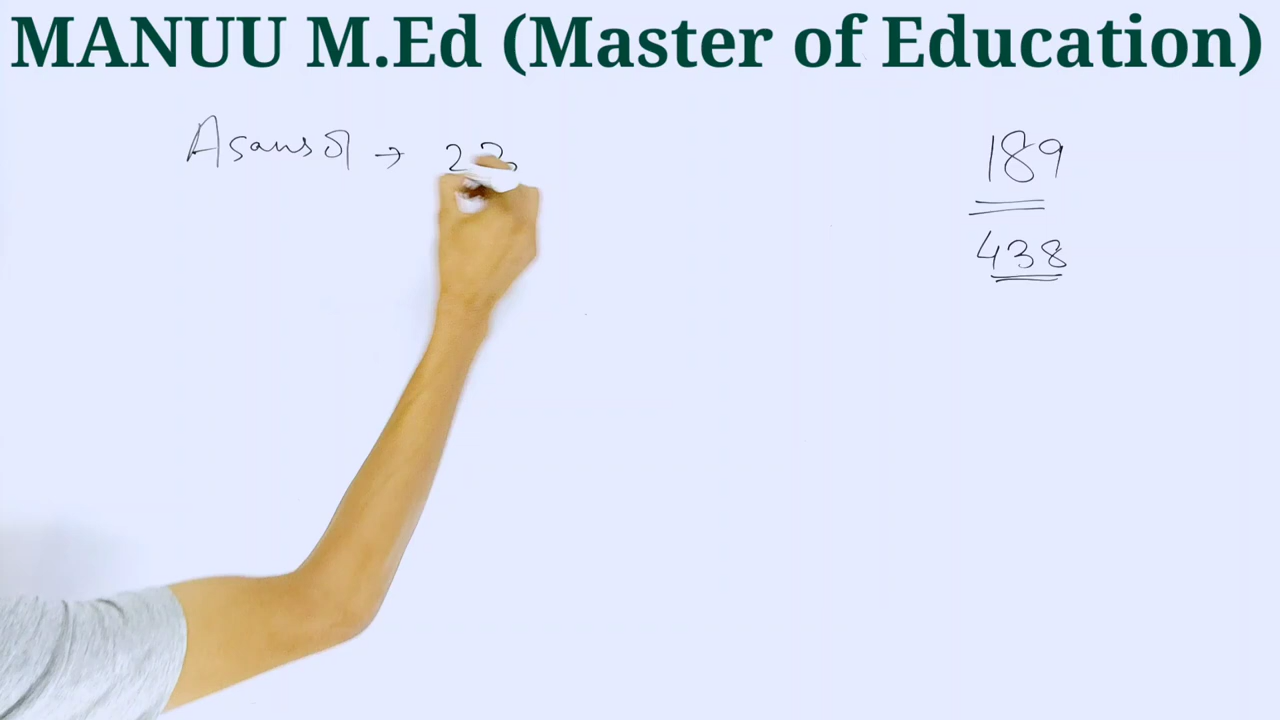 MANUU M.Ed (Master of Education)
Asansol →
189
438